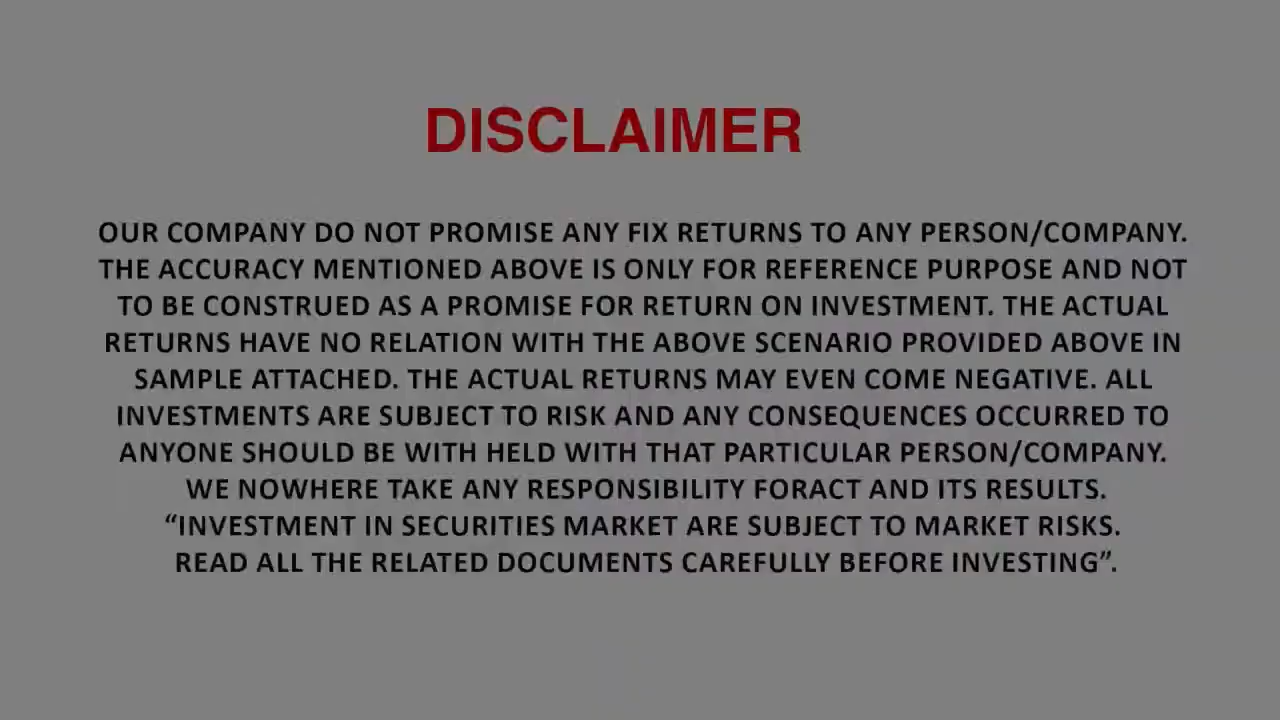 DISCLAIMER
OUR COMPANY DO NOT PROMISE ANY FIX RETURNS TO ANY PERSON/COMPANY.
THE ACCURACY MENTIONED ABOVE IS ONLY FOR REFERENCE PURPOSE AND NOT
TO BE CONSTRUED AS A PROMISE FOR RETURN ON INVESTMENT. THE ACTUAL
RETURNS HAVE NO RELATION WITH THE ABOVE SCENARIO PROVIDED ABOVE IN
SAMPLE ATTACHED. THE ACTUAL RETURNS MAY EVEN COME NEGATIVE. ALL
INVESTMENTS ARE SUBJECT TO RISK AND ANY CONSEQUENCES OCCURRED TO
ANYONE SHOULD BE WITH HELD WITH THAT PARTICULAR PERSON/COMPANY.
WE NOWHERE TAKE ANY RESPONSIBILITY FORACT AND ITS RESULTS.
“INVESTMENT IN SECURITIES MARKET ARE SUBJECT TO MARKET RISKS.
READ ALL THE RELATED DOCUMENTS CAREFULLY BEFORE INVESTING”.